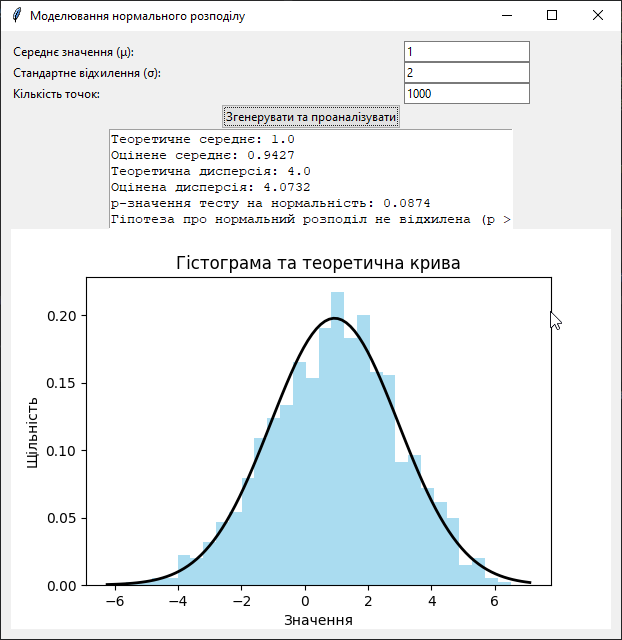 Моделювання нормального розподілу
Середнє значення (μ): 1
Стандартне відхилення (σ): 2
Кількість точок: 1000
Згенерувати та проаналізувати
Теоретичне середнє: 1.0
Оцінене середнє: 0.9427
Теоретична дисперсія: 4.0
Оцінена дисперсія: 4.0732
p-значення тесту на нормальність: 0.0874
Гіпотеза про нормальний розподіл не відхилена (p >
Гістограма та теоретична крива
0.20
0.15
0.10
0.05
0.00
Щільність
−6 −4 −2 0 2 4 6
Значення